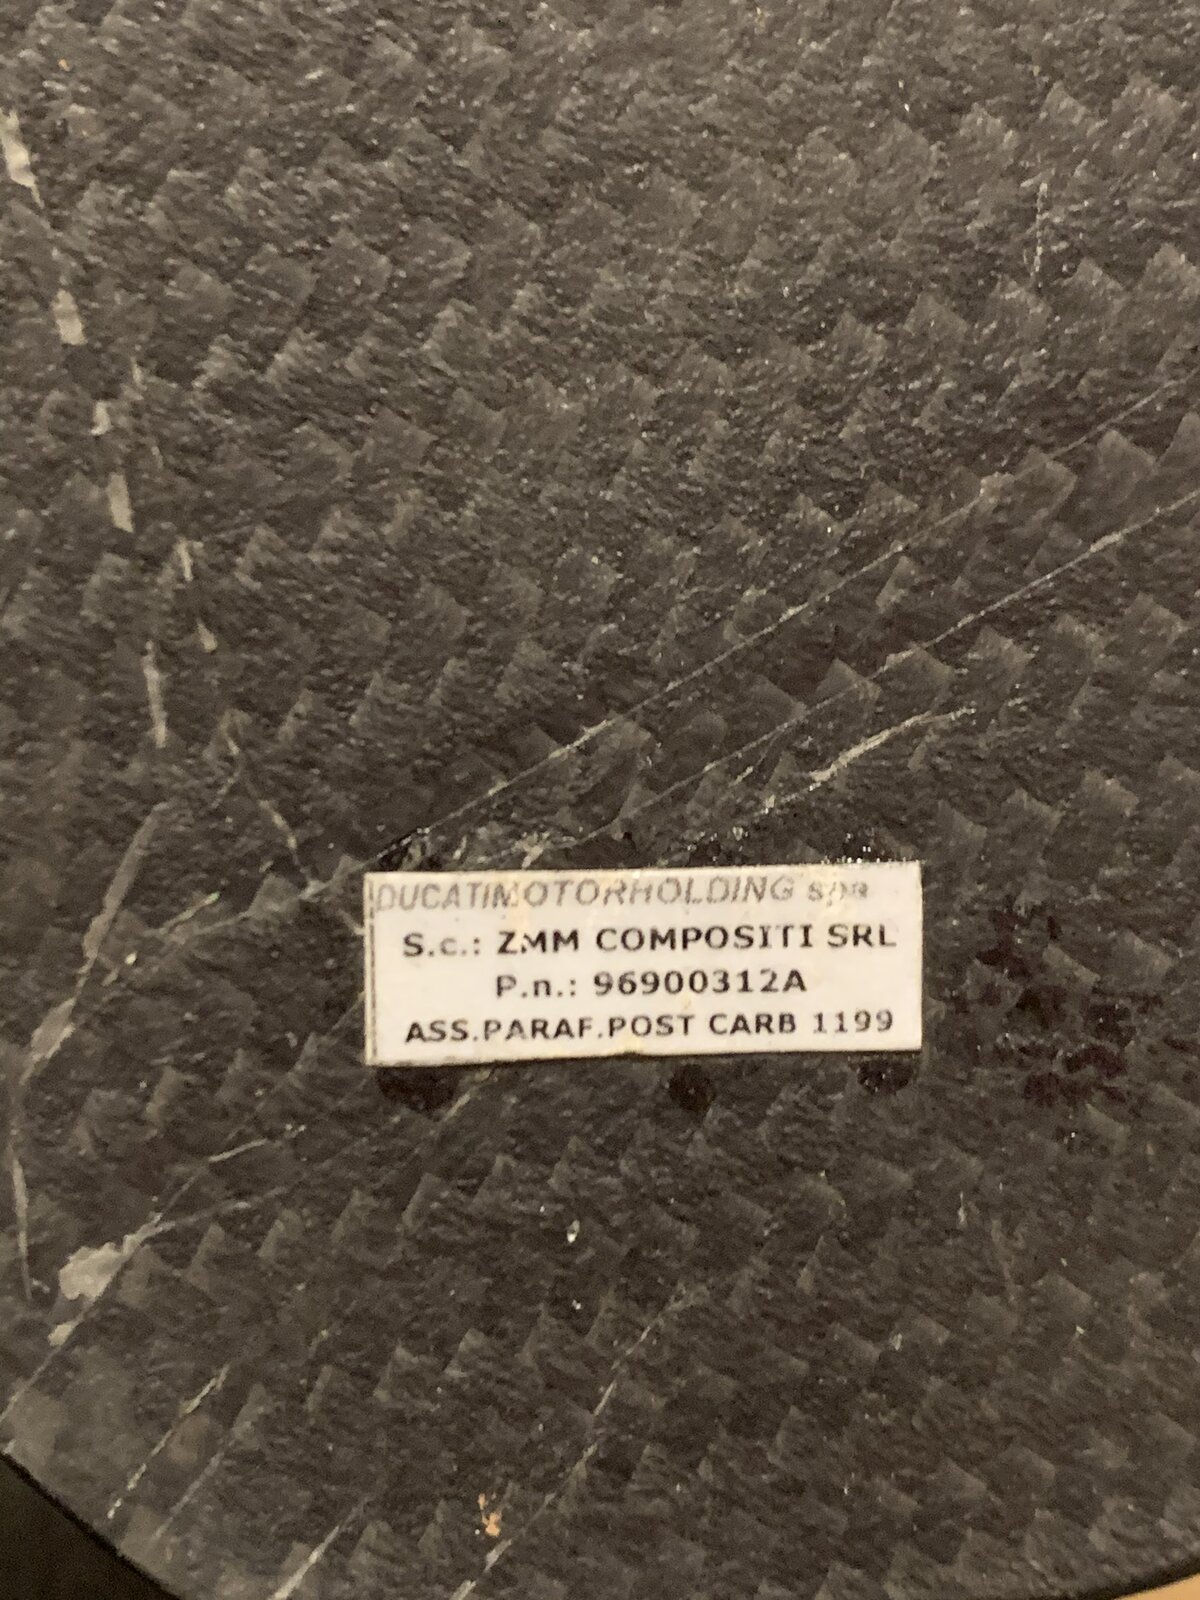 DUCATIMOTORHOLDING spa
S.c.: ZMM COMPOSITI SRL
P.n.: 96900312A
ASS.PARAF.POST CARB 1199